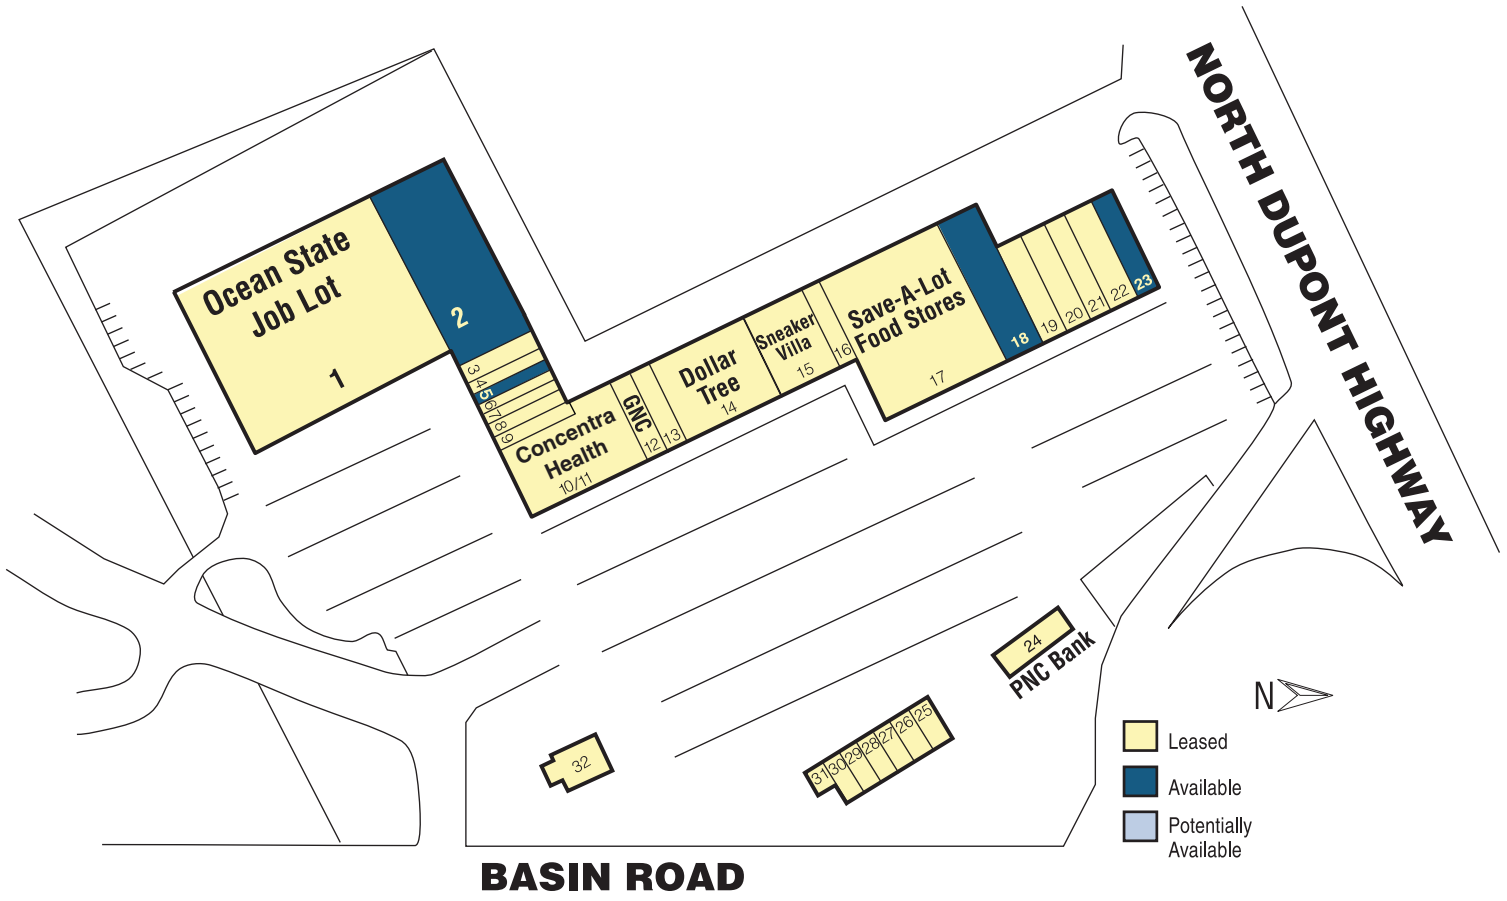 NORTH DUPONT HIGHWAY
Ocean State
Job Lot
1
2
3
4
5
6
7
8
9
Concentra
Health
10/11
GNC
12
13
Dollar
Tree
14
Sneaker
Villa
15
16
Save-A-Lot
Food Stores
17
18
19
20
21
22
23
24
PNC Bank
25
26
27
28
29
30
31
32
N
Leased
Available
Potentially
Available
BASIN ROAD